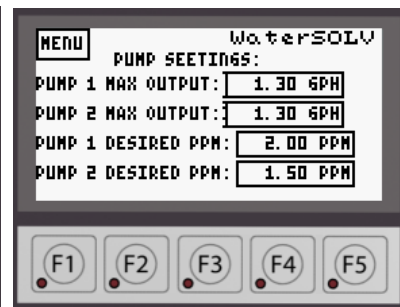 MENU
WaterSOLV
PUMP SEETINGS:
PUMP 1 MAX OUTPUT: 1.30 GPH
PUMP 2 MAX OUTPUT: 1.30 GPH
PUMP 1 DESIRED PPM: 2.00 PPM
PUMP 2 DESIRED PPM: 1.50 PPM
F1 F2 F3 F4 F5